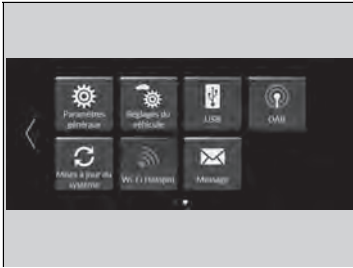 Paramètres
généraux
Réglages du
véhicule
USB
DAB
Mises à jour du
système
Wi-Fi Hotspot
Message